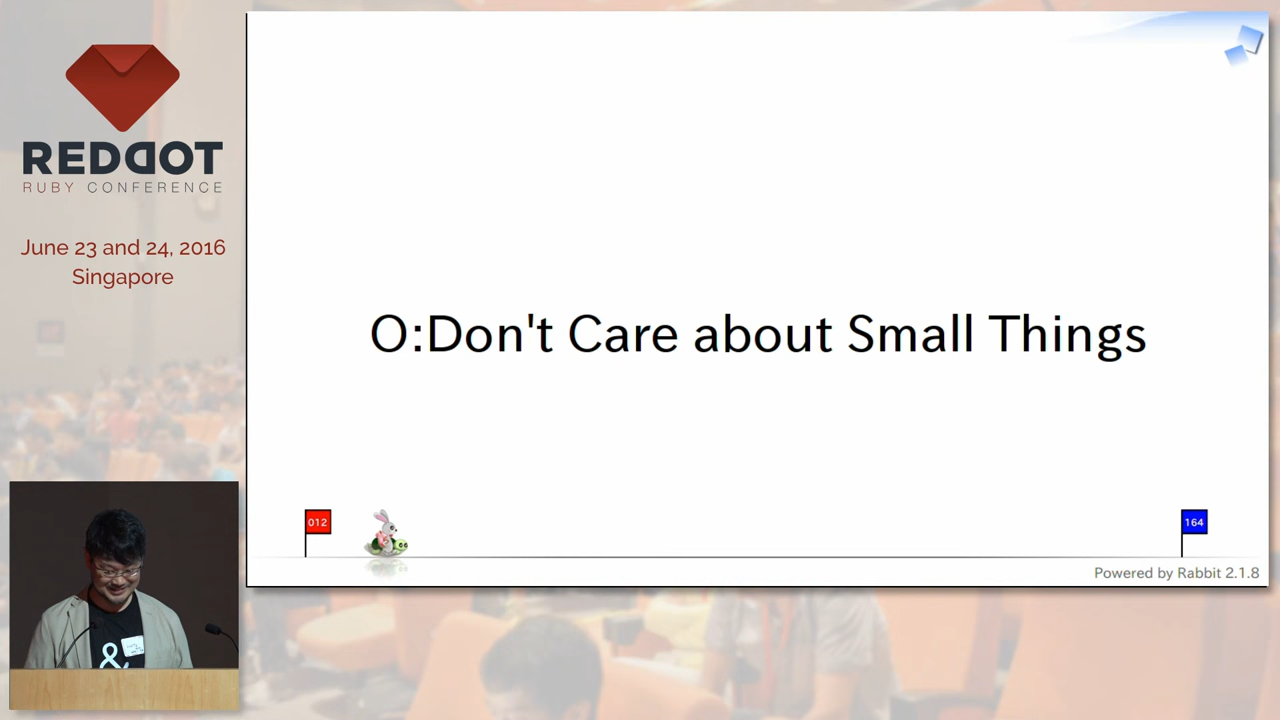 REDDOT
RUBY CONFERENCE
June 23 and 24, 2016
Singapore
O:Don't Care about Small Things
012
164
Powered by Rabbit 2.1.8
&